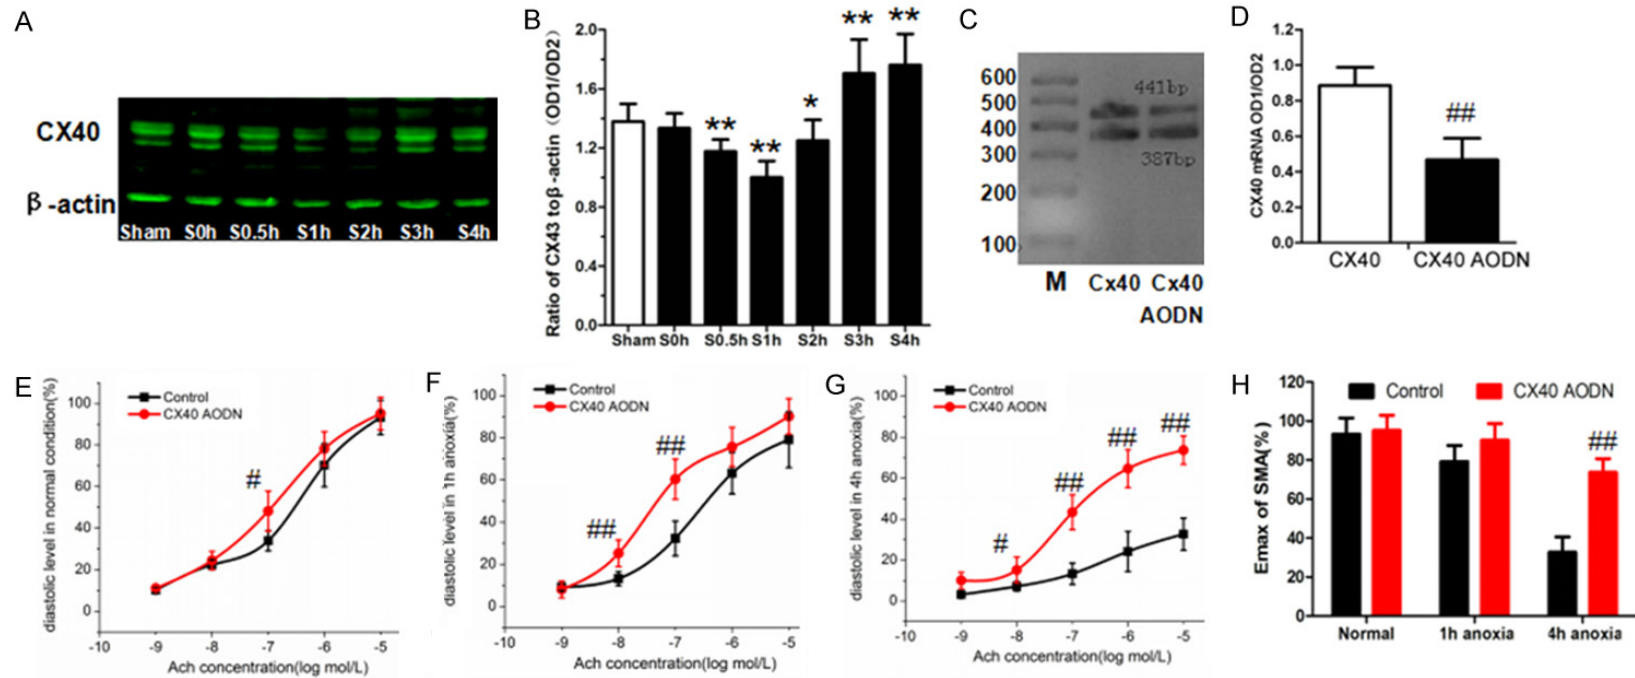 A
CX40
β-actin
Sham S0h S0.5h S1h S2h S3h S4h
B
Ratio of CX43 toβ-actin（OD1/OD2）
2.0
1.6
1.2
0.8
0.4
0.0
**
**
*
**
**
Sham S0h S0.5h S1h S2h S3h S4h
C
600
500
400
300
200
100
441bp
387bp
M Cx40 Cx40
AODN
D
CX40 mRNA OD1/OD2
1.2
1.0
0.8
0.6
0.4
0.2
0.0
##
CX40 CX40 AODN
E
diastolic level in normal condition(%)
Control
CX40 AODN
100
80
60
40
20
0
#
-10 -9 -8 -7 -6 -5
Ach concentration(log mol/L)
F
diastolic level in 1h anoxia(%)
Control
CX40 AODN
100
80
60
40
20
0
##
##
-10 -9 -8 -7 -6 -5
Ach concentration(log mol/L)
G
diastolic level in 4h anoxia(%)
Control
CX40 AODN
100
80
60
40
20
0
#
##
##
##
-10 -9 -8 -7 -6 -5
Ach concentration(log mol/L)
H
Emax of SMA(%)
Control CX40 AODN
120
100
80
60
40
20
0
##
Normal 1h anoxia 4h anoxia